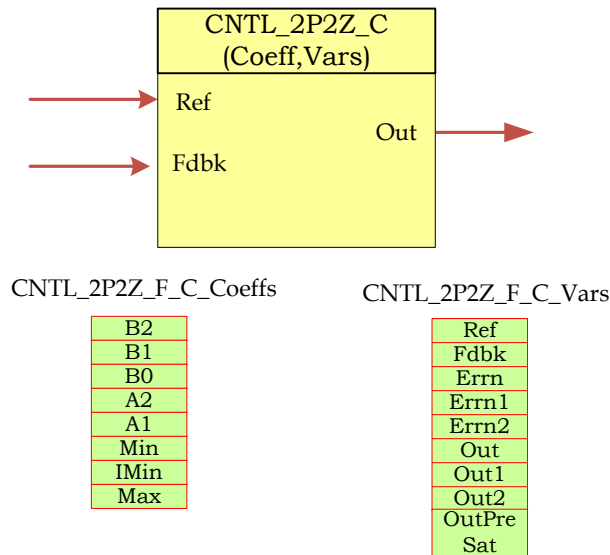 CNTL_2P2Z_C
(Coeff,Vars)
Ref
Out
Fdbk
CNTL_2P2Z_F_C_Coeffs
B2
B1
B0
A2
A1
Min
IMin
Max
CNTL_2P2Z_F_C_Vars
Ref
Fdbk
Errn
Errn1
Errn2
Out
Out1
Out2
OutPre
Sat